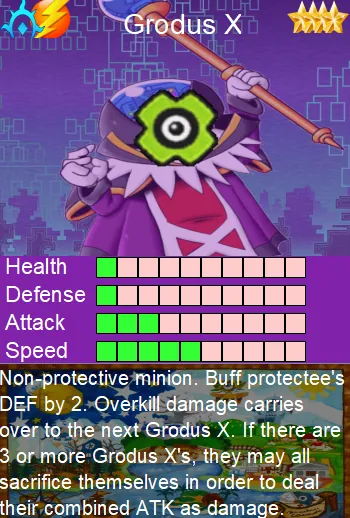 Grodus X
Health
Defense
Attack
Speed
Non-protective minion. Buff protectee's
DEF by 2. Overkill damage carries
over to the next Grodus X. If there are
3 or more Grodus X's, they may all
sacrifice themselves in order to deal
their combined ATK as damage.